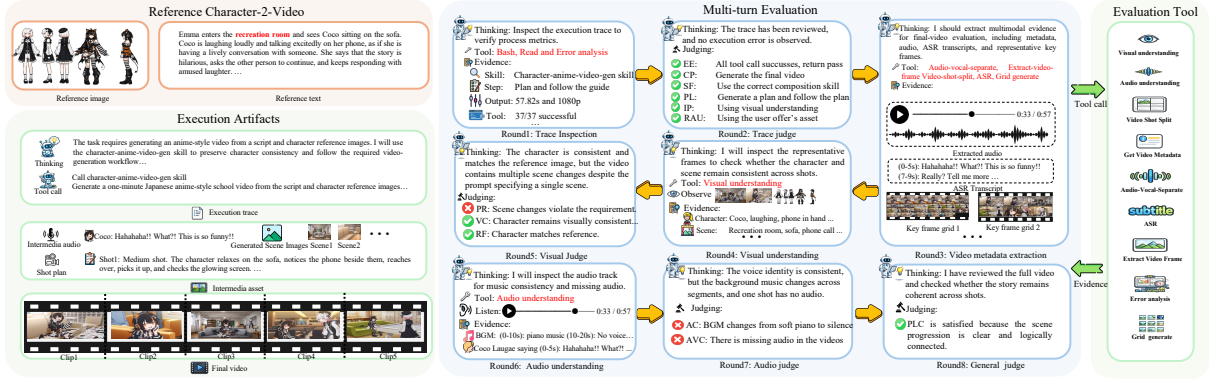 Reference Character-2-Video
Reference image
Emma enters the recreation room and sees Coco sitting on the sofa.
Coco is laughing loudly and talking excitedly on her phone, as if she is
having a lively conversation with someone. She says that the story is
hilarious, asks the other person to continue, and keeps responding with
amused laughter. …
Reference text
Execution Artifacts
Thinking
The task requires generating an anime-style video from a script and character reference images. I will use
the character-anime-video-gen skill to preserve character consistency and follow the required video-
generation workflow…
Tool call
Call character-anime-video-gen skill
Generate a one-minute Japanese anime-style school video from the script and character reference images…
Execution trace
Intermedia audio
Coco: Hahahaha!! What?! This is so funny!!
Generated Scene Images
Scene1
Scene2
Shot plan
Shot1: Medium shot. The character relaxes on the sofa, notices the phone beside them, reaches
over, picks it up, and checks the glowing screen. …
Intermedia asset
Clip1
Clip2
Clip3
Clip4
Clip5
Final video
Multi-turn Evaluation
Thinking: Inspect the execution trace to
verify process metrics.
Tool: Bash, Read and Error analysis
Evidence:
Skill: Character-anime-video-gen skill
Step: Plan and follow the guide
Output: 57.82s and 1080p
Tool: 37/37 successful
…
Round1: Trace Inspection
Thinking: The trace has been reviewed,
and no execution error is observed.
Judging:
EE: All tool call succusses, return pass
CP: Generate the final video
SF: Use the correct composition skill
PL: Generate a plan and follow the plan
IP: Using visual understanding
RAU: Using the user offer's asset
Round2: Trace judge
Thinking: I should extract multimodal evidence
for final-video evaluation, including metadata,
audio, ASR transcripts, and representative key
frames.
Tool: Audio-vocal-separate, Extract-video-
frame Video-shot-split, ASR, Grid generate
Evidence:
0:33 / 0:57
Extracted audio
(0-5s): Hahahaha!! What?! This is so funny!!
(7-9s): Really? Tell me more…
ASR Transcript
Key frame grid 1
Key frame grid 2
Round3: Video metadata extraction
Thinking: I will inspect the representative
frames to check whether the character and
scene remain consistent across shots.
Tool: Visual understanding
Observe
Evidence:
Character: Coco, laughing, phone in hand ...
Scene: Recreation room, sofa, phone call ...
Round4: Visual understanding
Thinking: The character is consistent and
matches the reference image, but the video
contains multiple scene changes despite the
prompt specifying a single scene.
Judging:
PR: Scene changes violate the requirement.
VC: Character remains visually consistent...
RF: Character matches reference.
Round5: Visual Judge
Thinking: I will inspect the audio track
for music consistency and missing audio.
Tool: Audio understanding
Listen:
0:33 / 0:57
Evidence:
BGM: (0-10s): piano music (10-20s): No voice…
Coco Laugae saying (0-5s): Hahahaha!! What?! ...
Round6: Audio understanding
Thinking: The voice identity is consistent,
but the background music changes across
segments, and one shot has no audio.
Judging:
AC: BGM changes from soft piano to silence
AVC: There is missing audio in the videos
Round7: Audio judge
Thinking: I have reviewed the full video
and checked whether the story remains
coherent across shots.
Judging:
PLC is satisfied because the scene
progression is clear and logically
connected.
Round8: General judge
Tool call
Evidence
Evaluation Tool
Visual understanding
Audio understanding
Video Shot Split
Get Video Metadata
Audio-Vocal-Separate
subtitle
ASR
Extract Video Frame
Error analysis
Grid generate